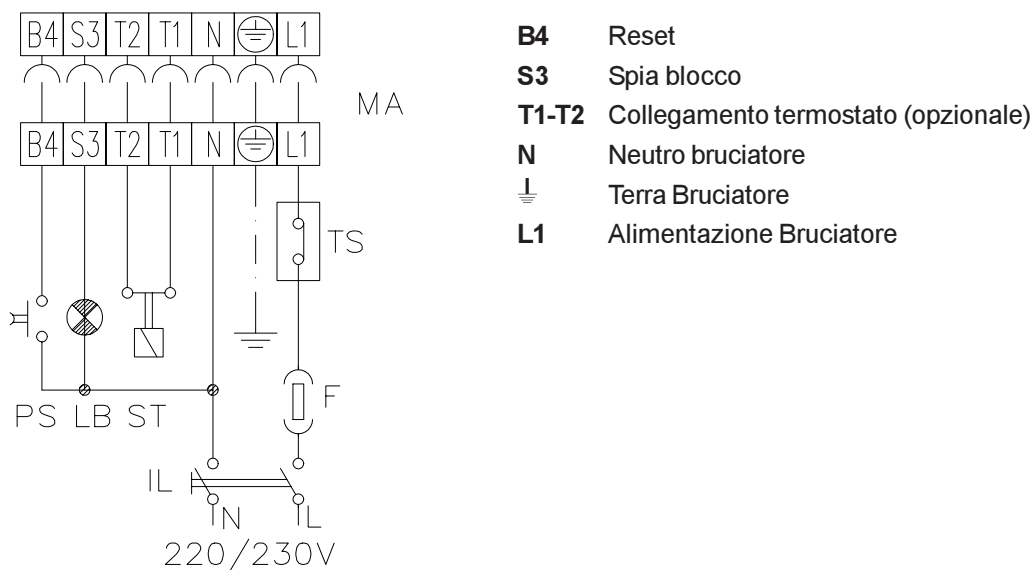 B4 S3 T2 T1 N ⏚ L1
MA
B4 S3 T2 T1 N ⏚ L1
TS
F
PS LB ST
IL
N L
220/230V
B4 Reset
S3 Spia blocco
T1-T2 Collegamento termostato (opzionale)
N Neutro bruciatore
⏚ Terra Bruciatore
L1 Alimentazione Bruciatore